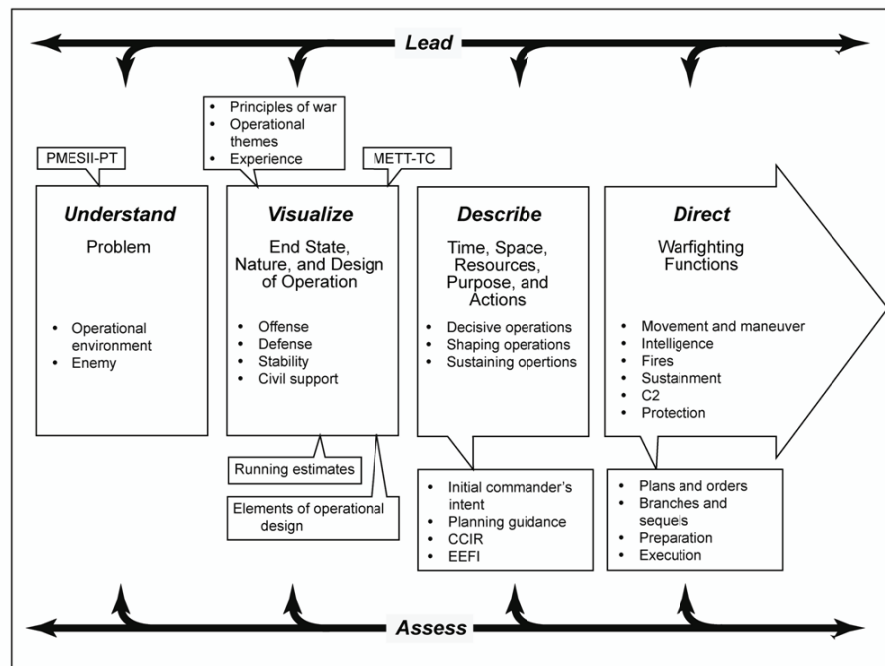 Lead
• Principles of war
• Operational
themes
• Experience
PMESII-PT
METT-TC
Understand
Problem
• Operational
environment
• Enemy
Visualize
End State,
Nature, and Design
of Operation
• Offense
• Defense
• Stability
• Civil support
Describe
Time, Space,
Resources,
Purpose, and
Actions
• Decisive operations
• Shaping operations
• Sustaining opertions
Direct
Warfighting
Functions
• Movement and maneuver
• Intelligence
• Fires
• Sustainment
• C2
• Protection
Running estimates
Elements of operational
design
• Initial commander's
intent
• Planning guidance
• CCIR
• EEFI
• Plans and orders
• Branches and
sequels
• Preparation
• Execution
Assess